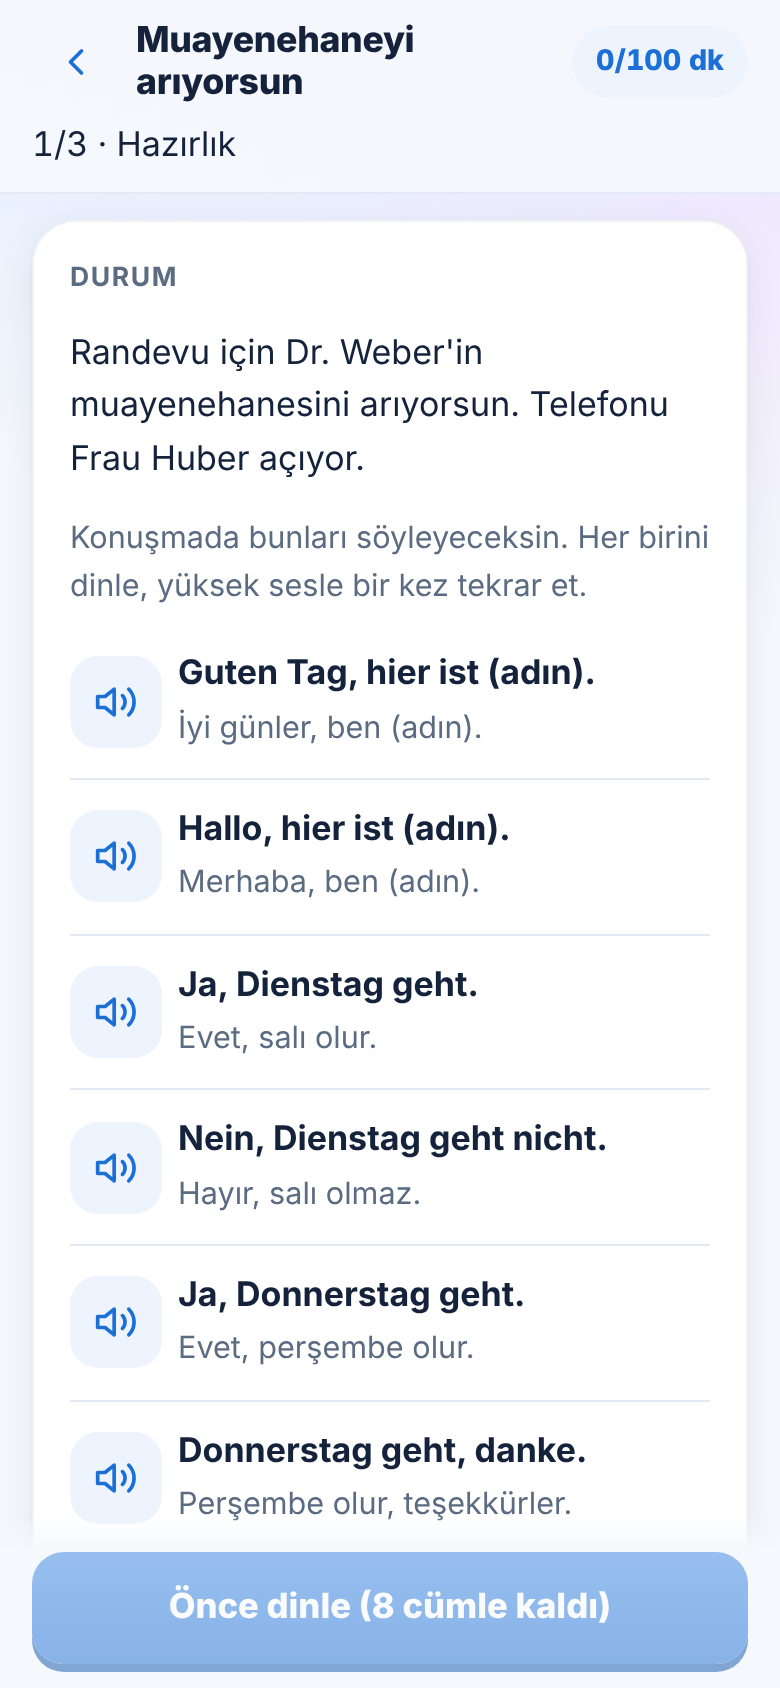 Muayenehaneyi
arıyorsun
0/100 dk
1/3 · Hazırlık
DURUM
Randevu için Dr. Weber'in
muayenehanesini arıyorsun. Telefonu
Frau Huber açıyor.
Konuşmada bunları söyleyeceksin. Her birini
dinle, yüksek sesle bir kez tekrar et.
Guten Tag, hier ist (adın).
İyi günler, ben (adın).
Hallo, hier ist (adın).
Merhaba, ben (adın).
Ja, Dienstag geht.
Evet, salı olur.
Nein, Dienstag geht nicht.
Hayır, salı olmaz.
Ja, Donnerstag geht.
Evet, perşembe olur.
Donnerstag geht, danke.
Perşembe olur, teşekkürler.
Önce dinle (8 cümle kaldı)